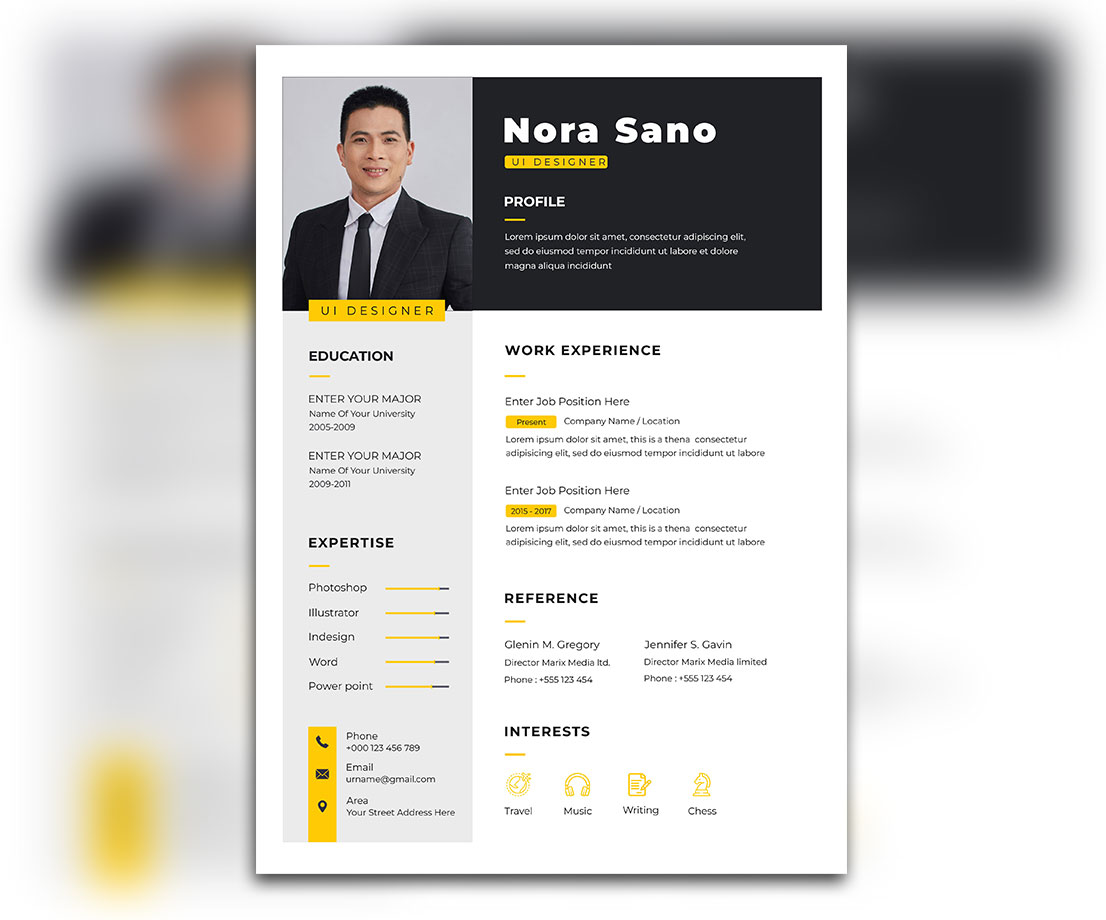 Nora Sano
UI DESIGNER
PROFILE
Lorem ipsum dolor sit amet, consectetur adipiscing elit,
sed do eiusmod tempor incididunt ut labore et dolore
magna aliqua incididunt
UI DESIGNER
EDUCATION
ENTER YOUR MAJOR
Name Of Your University
2005-2009
ENTER YOUR MAJOR
Name Of Your University
2009-2011
EXPERTISE
Photoshop
Illustrator
Indesign
Word
Power point
Phone
+000 123 456 789
Email
urname@gmail.com
Area
Your Street Address Here
WORK EXPERIENCE
Enter Job Position Here
Present Company Name / Location
Lorem ipsum dolor sit amet, this is a thena consectetur
adipisicing elit, sed do eiusmod tempor incididunt ut labore
Enter Job Position Here
2015 - 2017 Company Name / Location
Lorem ipsum dolor sit amet, this is a thena consectetur
adipisicing elit, sed do eiusmod tempor incididunt ut labore
REFERENCE
Glenin M. Gregory
Director Marix Media ltd.
Phone : +555 123 454
Jennifer S. Gavin
Director Marix Media limited
Phone : +555 123 454
INTERESTS
Travel
Music
Writing
Chess